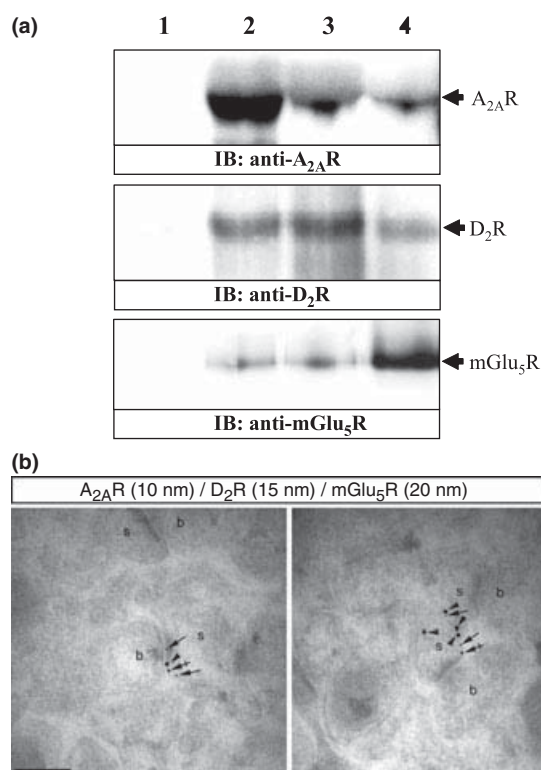 (a)
1 2 3 4
A2AR
IB: anti-A2AR
D2R
IB: anti-D2R
mGlu5R
IB: anti-mGlu5R
(b)
A2AR (10 nm) / D2R (15 nm) / mGlu5R (20 nm)
s b
b s
s
s
b
b